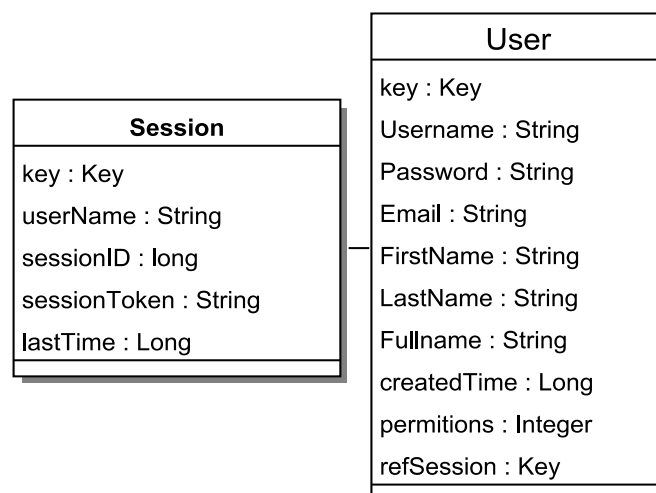 Session
key : Key
userName : String
sessionID : long
sessionToken : String
lastTime : Long
User
key : Key
Username : String
Password : String
Email : String
FirstName : String
LastName : String
Fullname : String
createdTime : Long
permitions : Integer
refSession : Key